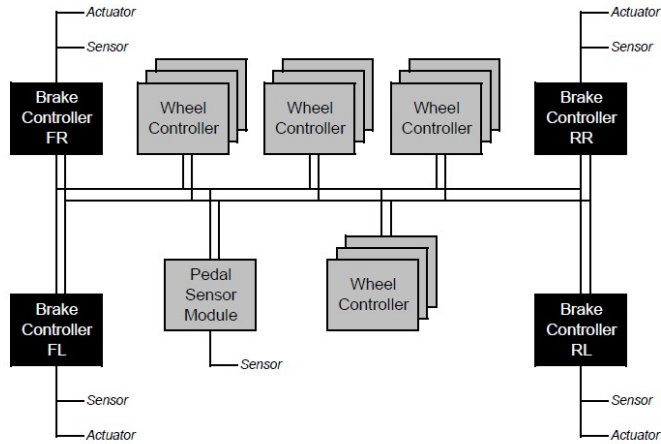 Actuator
Sensor
Brake
Controller
FR
Wheel
Controller
Wheel
Controller
Wheel
Controller
Actuator
Sensor
Brake
Controller
RR
Brake
Controller
FL
Sensor
Actuator
Pedal
Sensor
Module
Sensor
Wheel
Controller
Brake
Controller
RL
Sensor
Actuator